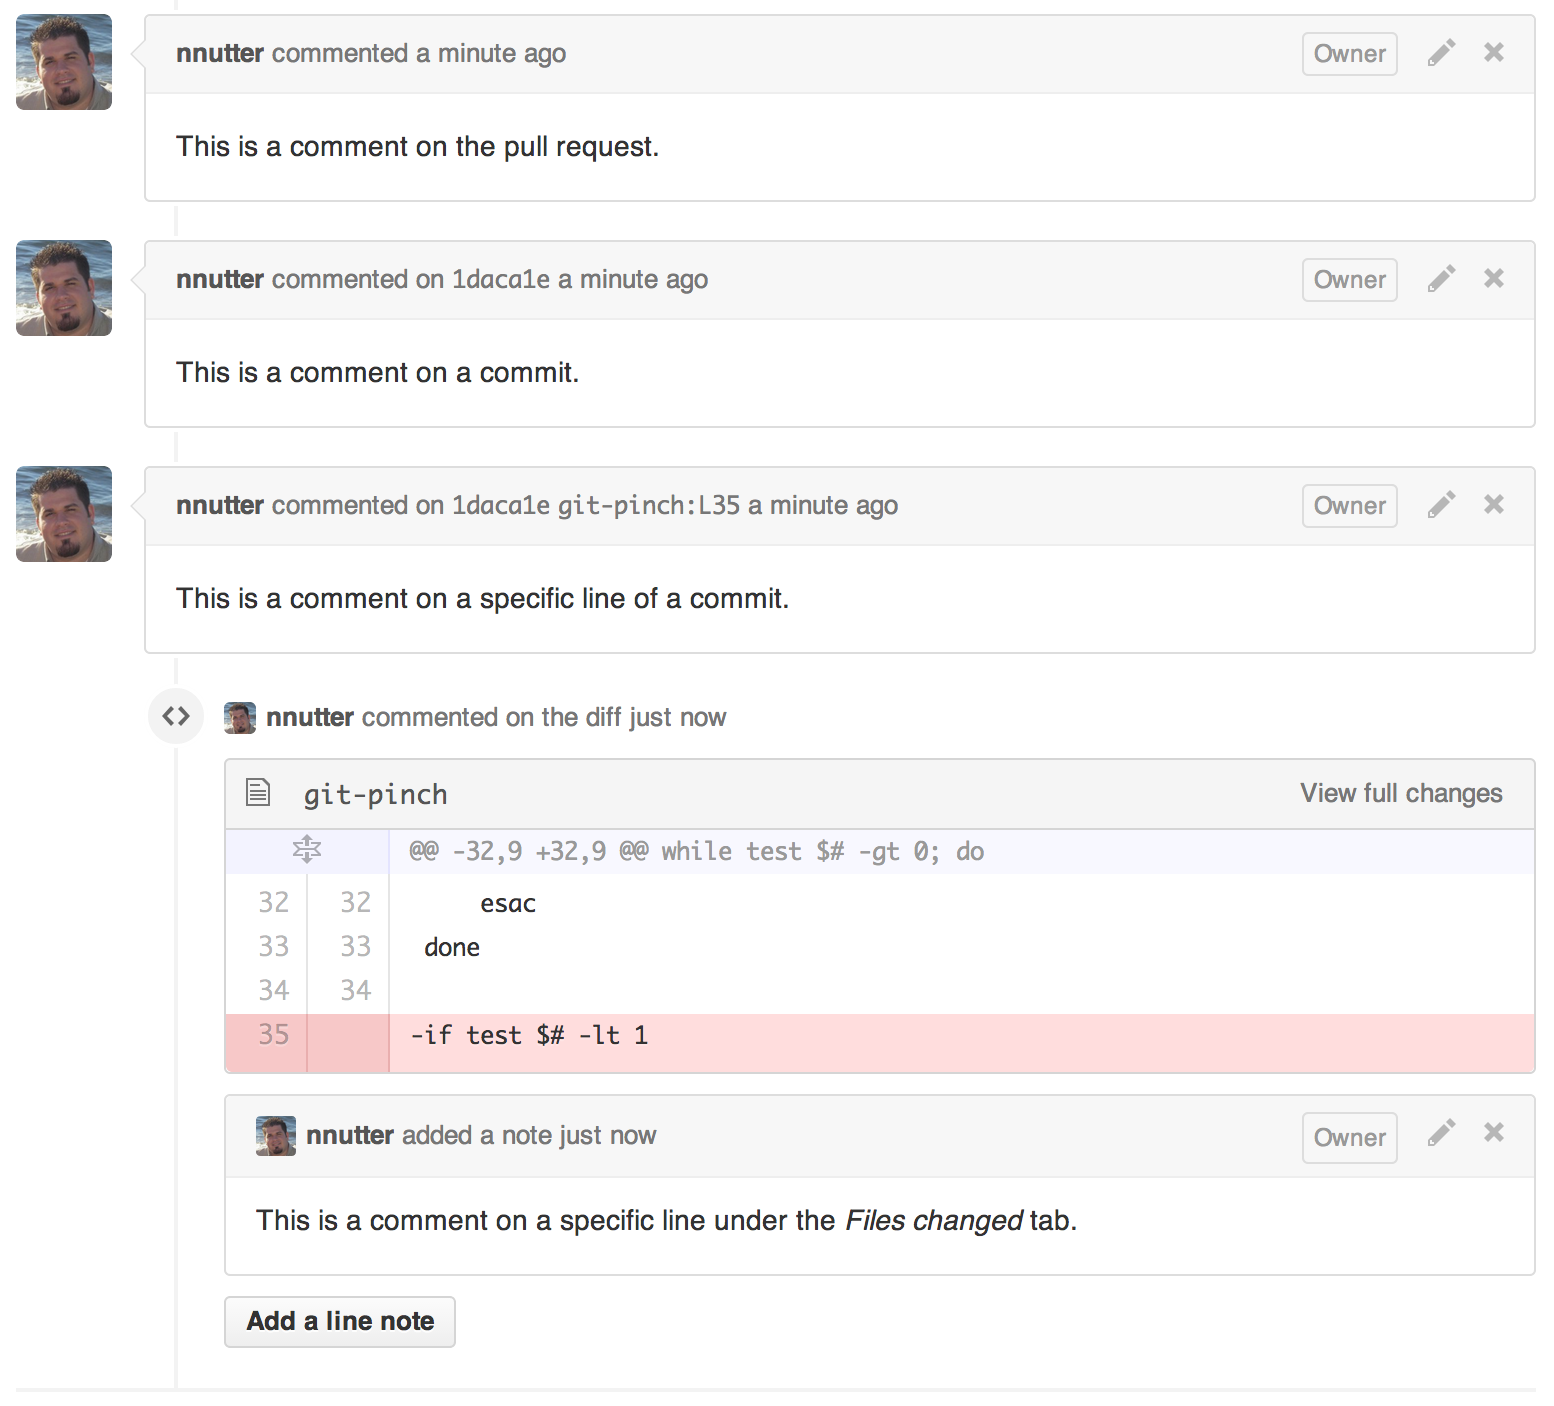 nnutter commented a minute ago Owner
This is a comment on the pull request.
nnutter commented on 1daca1e a minute ago Owner
This is a comment on a commit.
nnutter commented on 1daca1e git-pinch:L35 a minute ago Owner
This is a comment on a specific line of a commit.
nnutter commented on the diff just now
git-pinch View full changes
@@ -32,9 +32,9 @@ while test $# -gt 0; do
32 32 esac
33 33 done
34 34
35 -if test $# -lt 1
nnutter added a note just now Owner
This is a comment on a specific line under the Files changed tab.
Add a line note